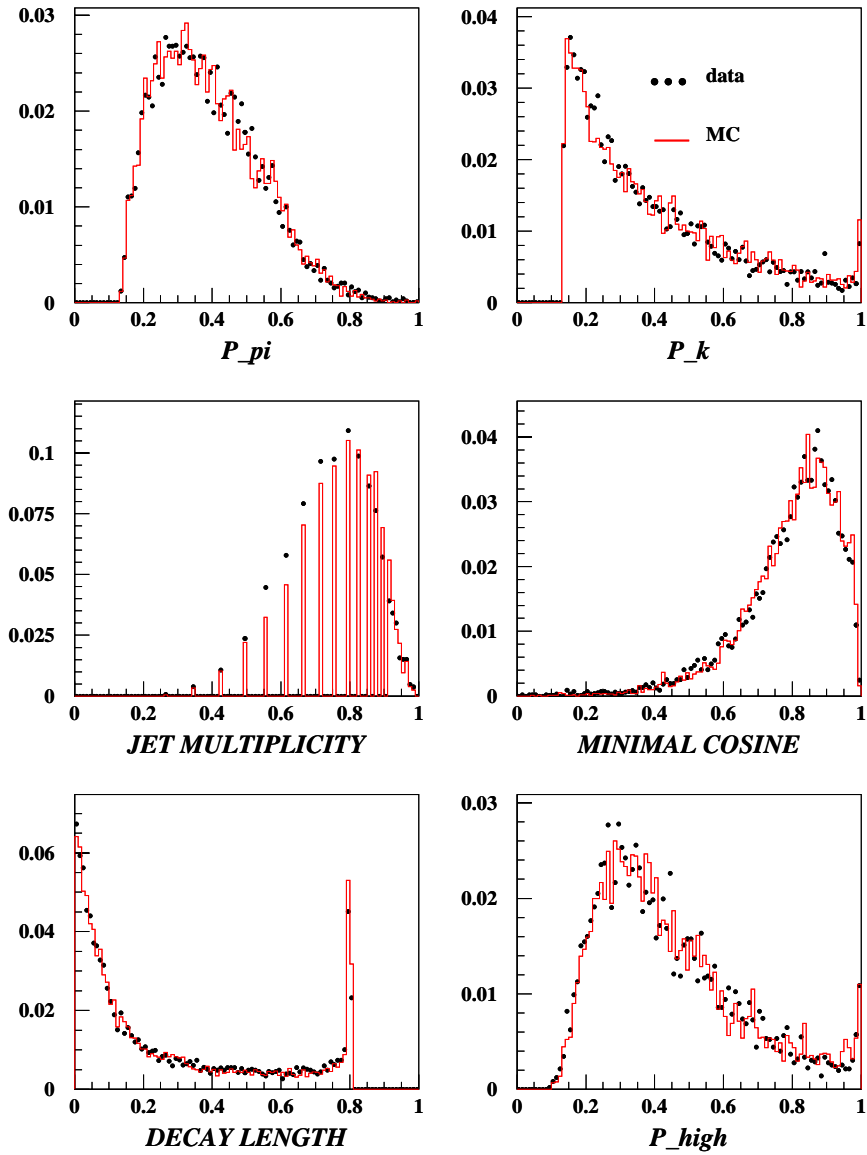 0.03
0.02
0.01
0
0 0.2 0.4 0.6 0.8 1
P_pi
0.04
0.03
0.02
0.01
0
0 0.2 0.4 0.6 0.8 1
P_k
data
MC
0.1
0.075
0.05
0.025
0
0 0.2 0.4 0.6 0.8 1
JET MULTIPLICITY
0.04
0.03
0.02
0.01
0
0 0.2 0.4 0.6 0.8 1
MINIMAL COSINE
0.06
0.04
0.02
0
0 0.2 0.4 0.6 0.8 1
DECAY LENGTH
0.03
0.02
0.01
0
0 0.2 0.4 0.6 0.8 1
P_high